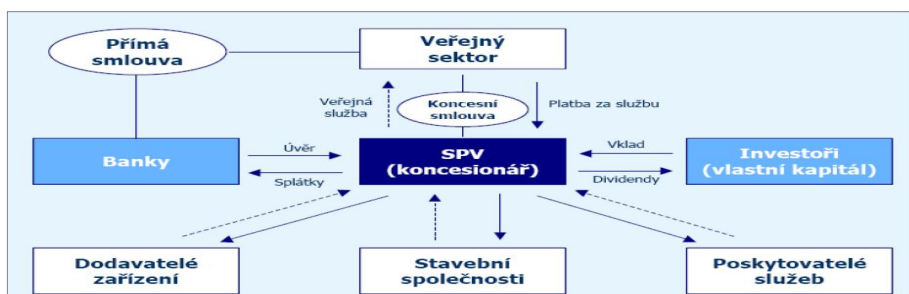 Přímá
smlouva
Veřejný
sektor
Veřejná
služba
Koncesní
smlouva
Platba za službu
Banky
Úvěr
Splátky
SPV
(koncesionář)
Vklad
Dividendy
Investoři
(vlastní kapitál)
Dodavatelé
zařízení
Stavební
společnosti
Poskytovatelé
služeb